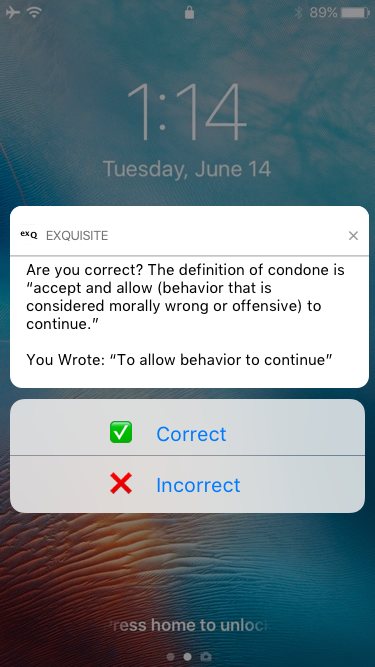 89%
1:14
Tuesday, June 14
exQ EXQUISITE
Are you correct? The definition of condone is
“accept and allow (behavior that is
considered morally wrong or offensive) to
continue.”
You Wrote: “To allow behavior to continue”
Correct
Incorrect
ress home to unloc